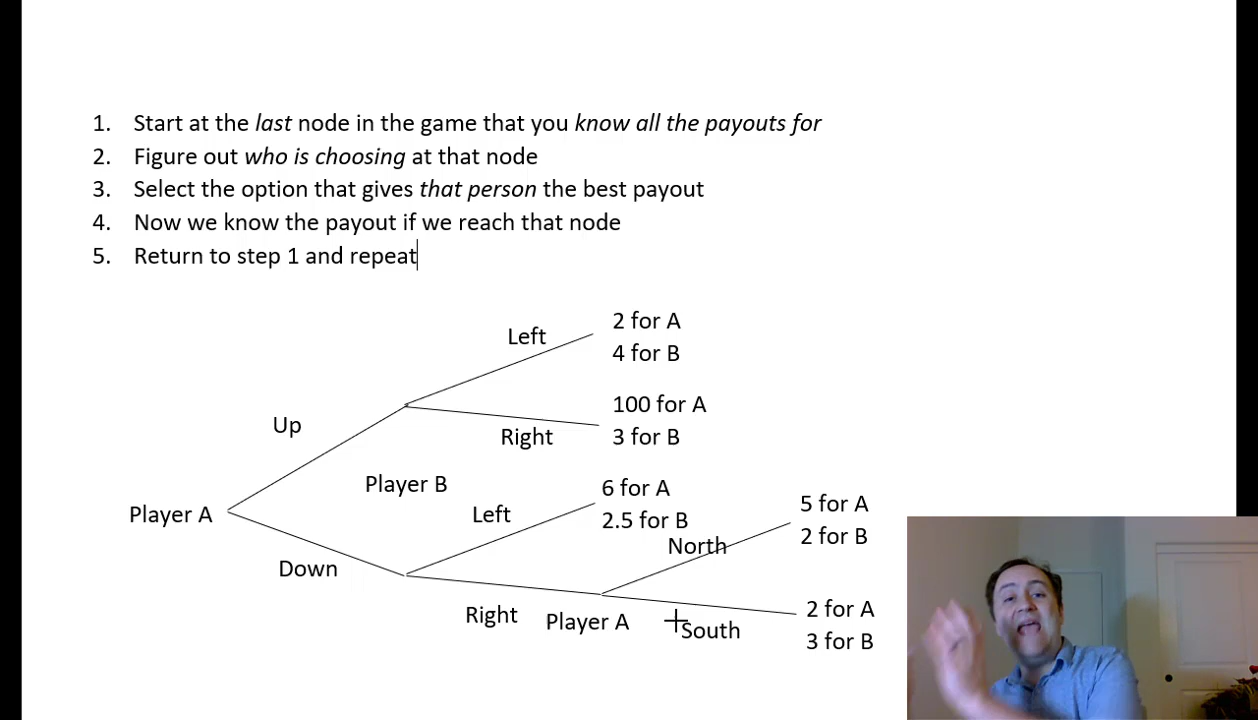 1. Start at the last node in the game that you know all the payouts for
2. Figure out who is choosing at that node
3. Select the option that gives that person the best payout
4. Now we know the payout if we reach that node
5. Return to step 1 and repeat
Left
2 for A
4 for B
Up
100 for A
Right
3 for B
Player B
6 for A
Player A
Left
2.5 for B
5 for A
North
2 for B
Down
Right
Player A
South
2 for A
3 for B